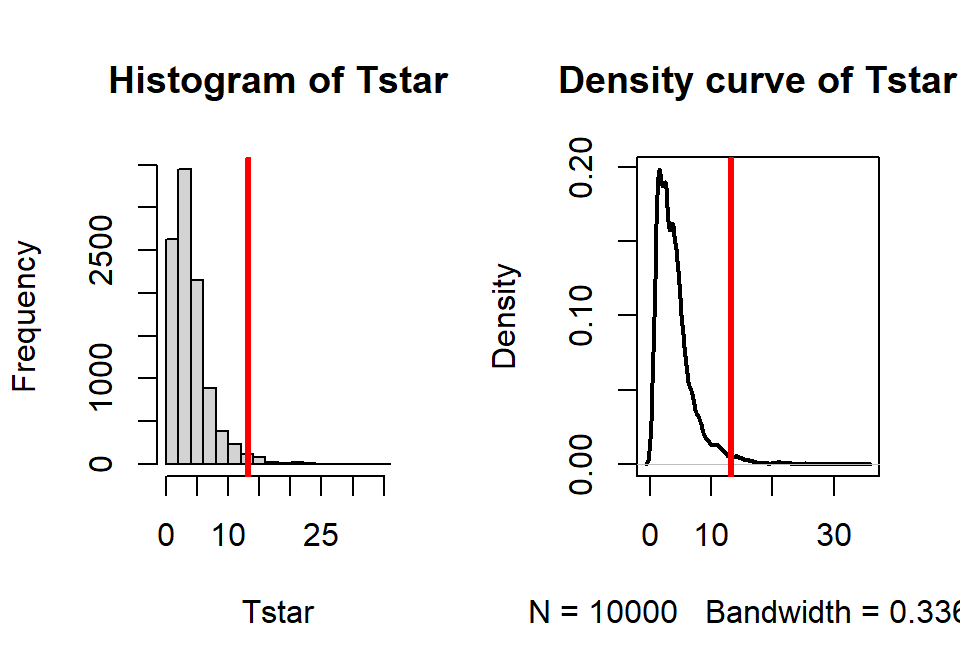 Histogram of Tstar
Frequency
0 1000 2500
0 10 25
Tstar
Density curve of Tstar
Density
0.00 0.10 0.20
0 10 30
N = 10000 Bandwidth = 0.336